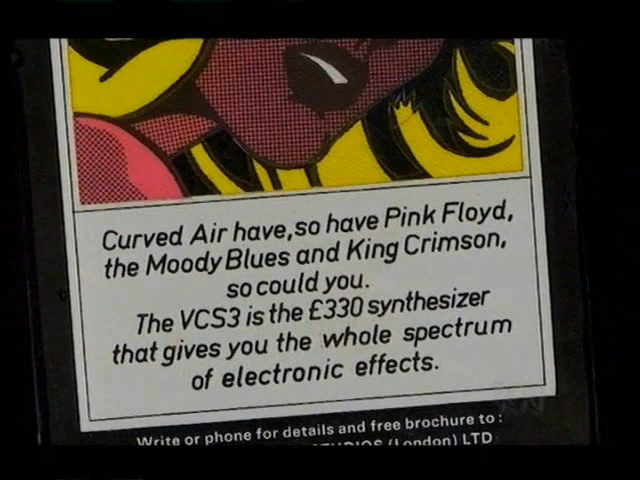 Curved Air have,so have Pink Floyd,
the Moody Blues and King Crimson,
so could you.
The VCS3 is the £330 synthesizer
that gives you the whole spectrum
of electronic effects.
Write or phone for details and free brochure to:
(London) LTD